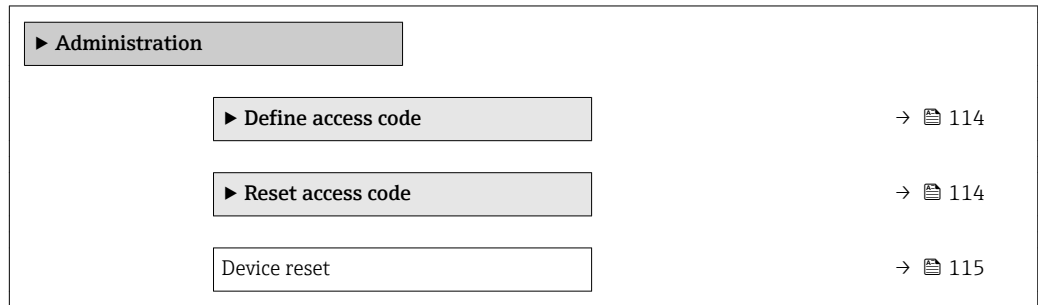 ▶ Administration
▶ Define access code → 114
▶ Reset access code → 114
Device reset → 115